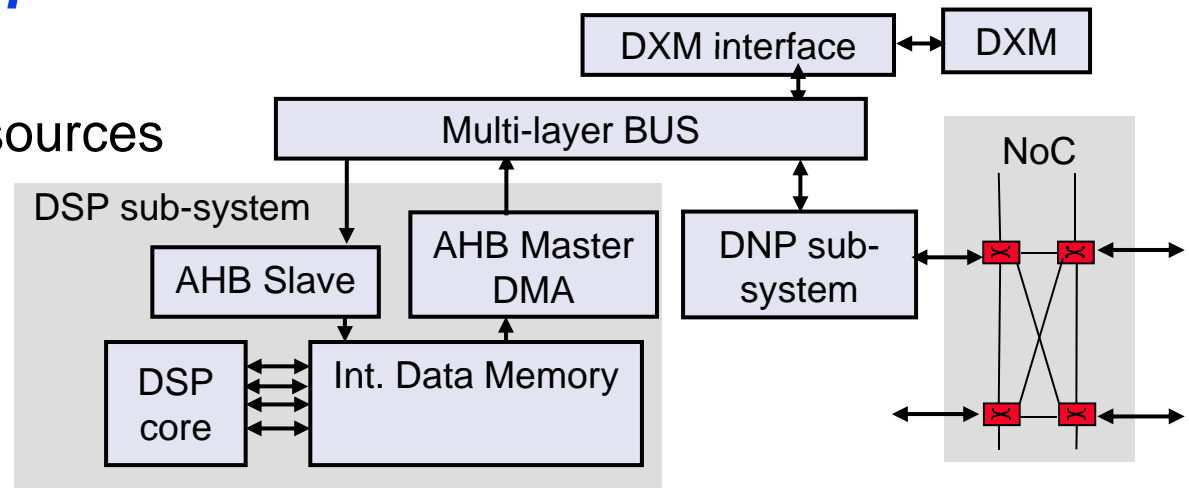 DXM interface
DXM
Multi-layer BUS
NoC
DSP sub-system
AHB Slave
AHB Master
DMA
DNP sub-
system
DSP
core
Int. Data Memory